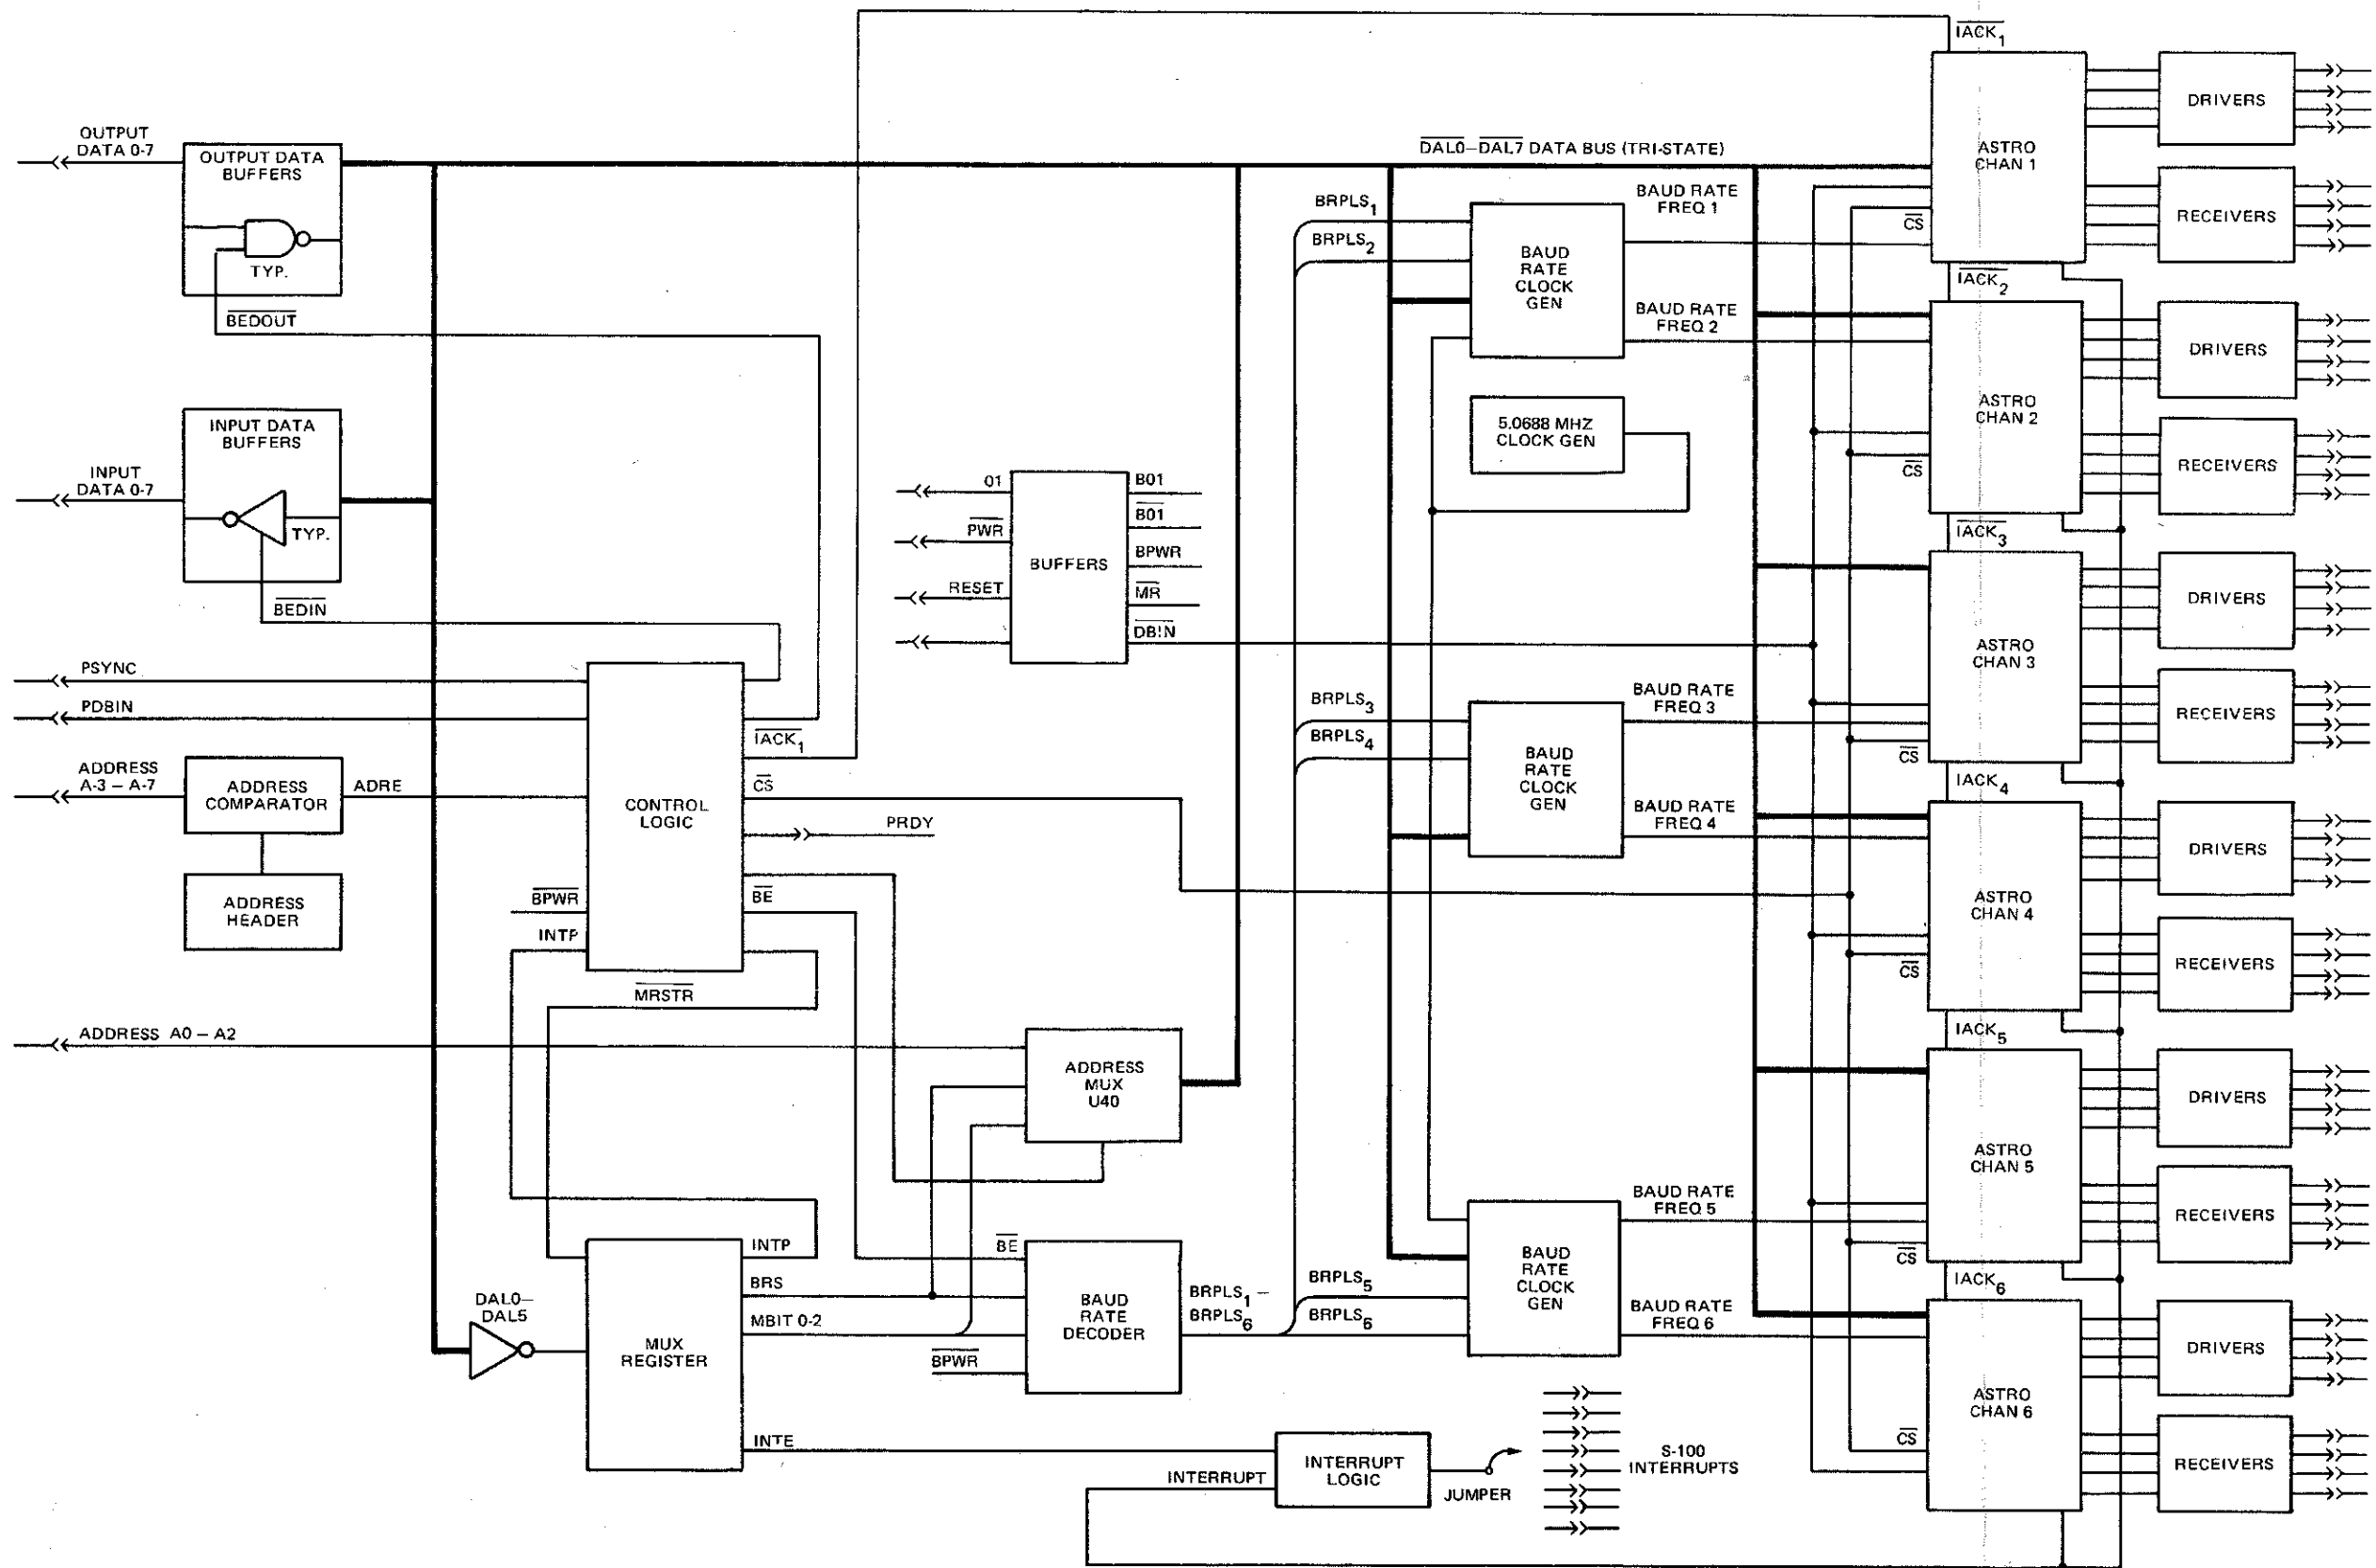 OUTPUT
DATA 0-7
OUTPUT DATA
BUFFERS
TYP.
BEDOUT
INPUT
DATA 0-7
INPUT DATA
BUFFERS
TYP.
BEDIN
PSYNC
PDBIN
ADDRESS
A-3 – A-7
ADDRESS
COMPARATOR
ADRE
ADDRESS
HEADER
BPWR
INTP
CONTROL
LOGIC
IACK1
CS
PRDY
BE
MRSTR
ADDRESS A0 – A2
DAL0–
DAL5
MUX
REGISTER
INTP
BRS
MBIT 0-2
INTE
01
PWR
RESET
BUFFERS
B01
B01
BPWR
MR
DBIN
ADDRESS
MUX
U40
BE
BPWR
BAUD
RATE
DECODER
BRPLS1 –
BRPLS6
INTERRUPT
INTERRUPT
LOGIC
JUMPER
S-100
INTERRUPTS
DAL0–DAL7 DATA BUS (TRI-STATE)
BRPLS1
BRPLS2
BAUD
RATE
CLOCK
GEN
BAUD RATE
FREQ 1
BAUD RATE
FREQ 2
5.0688 MHZ
CLOCK GEN
BRPLS3
BRPLS4
BAUD
RATE
CLOCK
GEN
BAUD RATE
FREQ 3
BAUD RATE
FREQ 4
BRPLS5
BRPLS6
BAUD
RATE
CLOCK
GEN
BAUD RATE
FREQ 5
BAUD RATE
FREQ 6
IACK1
ASTRO
CHAN 1
CS
DRIVERS
RECEIVERS
IACK2
ASTRO
CHAN 2
CS
DRIVERS
RECEIVERS
IACK3
ASTRO
CHAN 3
CS
DRIVERS
RECEIVERS
IACK4
ASTRO
CHAN 4
CS
DRIVERS
RECEIVERS
IACK5
ASTRO
CHAN 5
CS
DRIVERS
RECEIVERS
IACK6
ASTRO
CHAN 6
CS
DRIVERS
RECEIVERS